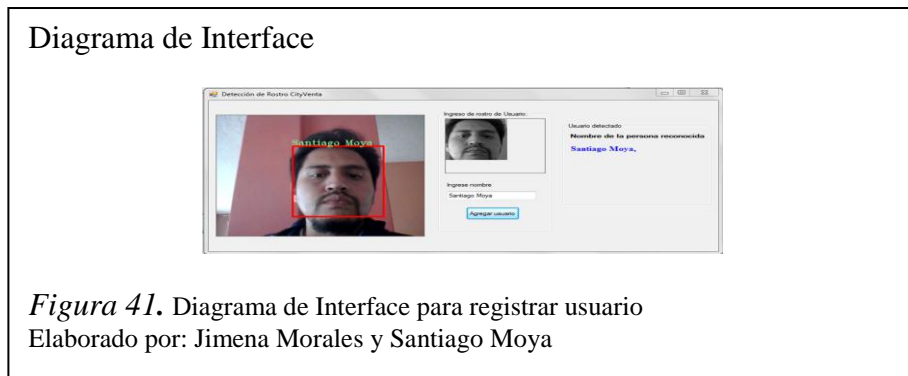 Diagrama de Interface
Detección de Rostro CityVenta
Santiago Moya
Ingreso de rostro de Usuario:
Ingrese nombre
Santiago Moya
Agregar usuario
Usuario detectado
Nombre de la persona reconocida
Santiago Moya,
Figura 41. Diagrama de Interface para registrar usuario
Elaborado por: Jimena Morales y Santiago Moya